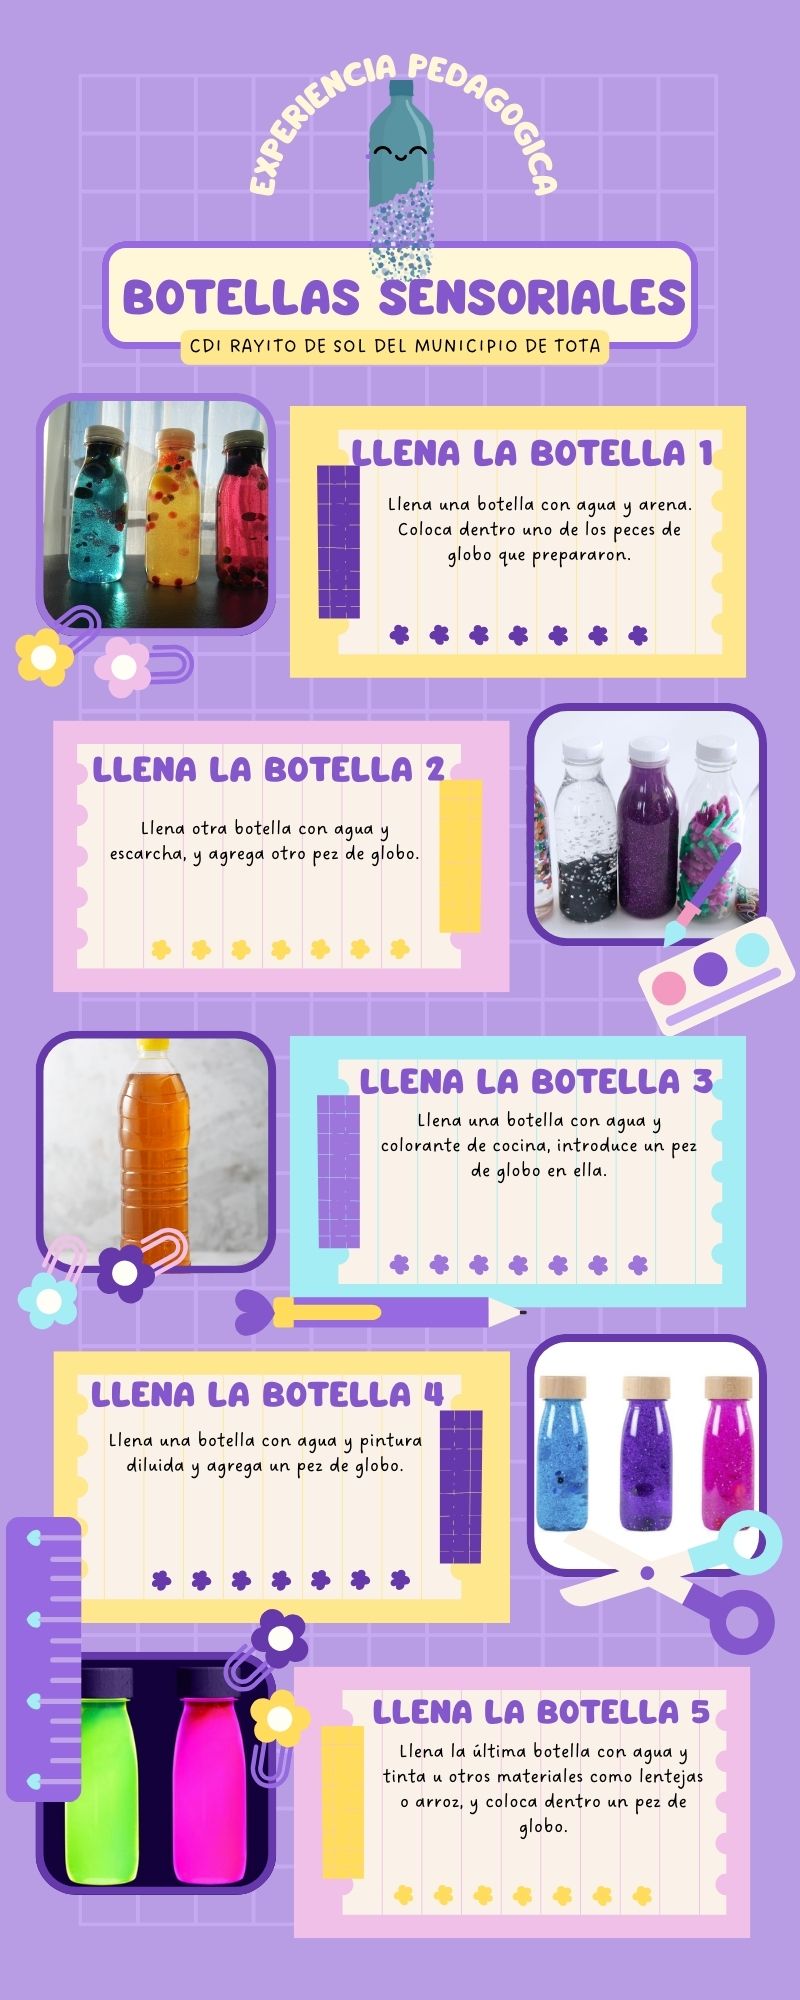 EXPERIENCIA PEDAGOGICA
BOTELLAS SENSORIALES
CDI RAYITO DE SOL DEL MUNICIPIO DE TOTA
LLENA LA BOTELLA 1
Llena una botella con agua y arena.
Coloca dentro uno de los peces de
globo que prepararon.
LLENA LA BOTELLA 2
Llena otra botella con agua y
escarcha, y agrega otro pez de globo.
LLENA LA BOTELLA 3
Llena una botella con agua y
colorante de cocina, introduce un pez
de globo en ella.
LLENA LA BOTELLA 4
Llena una botella con agua y pintura
diluida y agrega un pez de globo.
LLENA LA BOTELLA 5
Llena la última botella con agua y
tinta u otros materiales como lentejas
o arroz, y coloca dentro un pez de
globo.